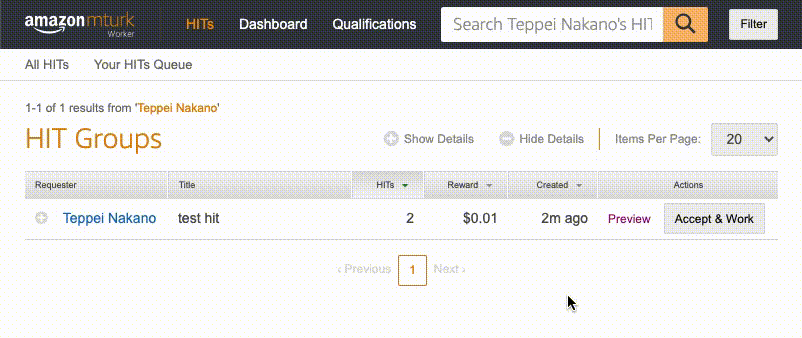 amazonmturk
Worker
HITs Dashboard Qualifications Search Teppei Nakano's HIT Filter
All HITs Your HITs Queue
1-1 of 1 results from 'Teppei Nakano'
HIT Groups Show Details Hide Details Items Per Page: 20
Requester Title HITs Reward Created Actions
Teppei Nakano test hit 2 $0.01 2m ago Preview Accept & Work
‹ Previous 1 Next ›